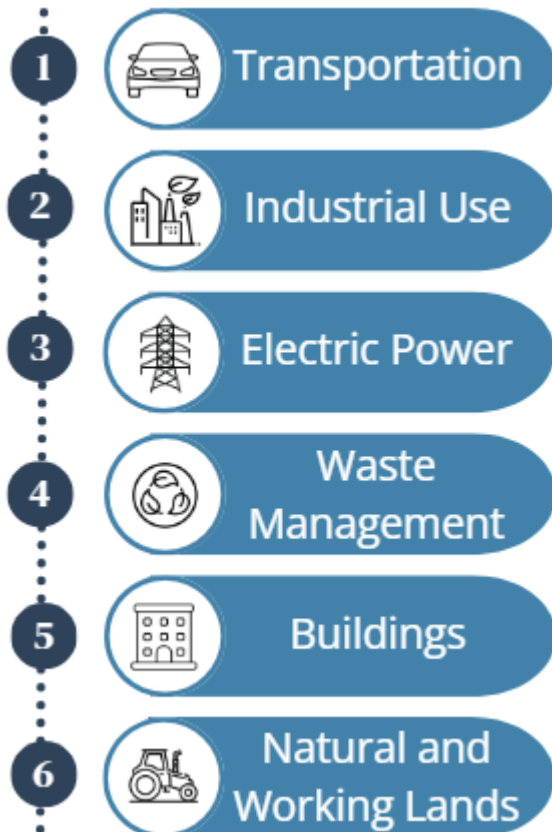 1 Transportation
2 Industrial Use
3 Electric Power
4 Waste
Management
5 Buildings
6 Natural and
Working Lands